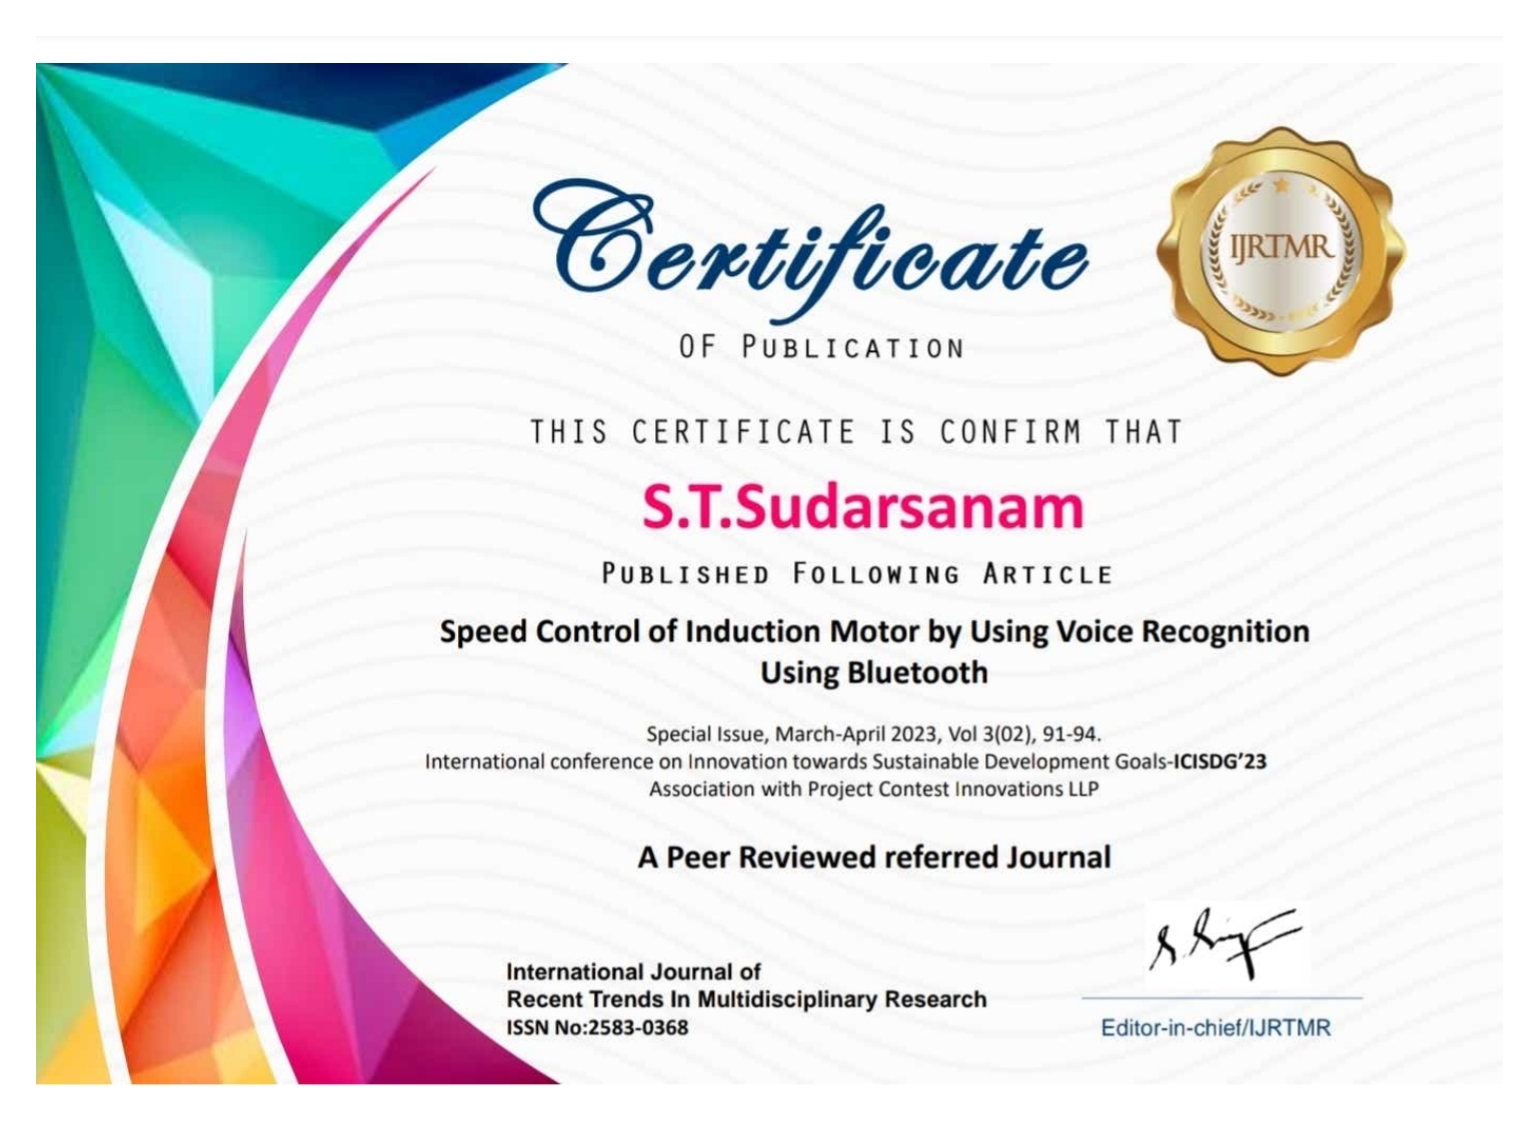 Certificate
OF PUBLICATION
IJRTMR
THIS CERTIFICATE IS CONFIRM THAT
S.T.Sudarsanam
PUBLISHED FOLLOWING ARTICLE
Speed Control of Induction Motor by Using Voice Recognition
Using Bluetooth
Special Issue, March-April 2023, Vol 3(02), 91-94.
International conference on Innovation towards Sustainable Development Goals-ICISDG’23
Association with Project Contest Innovations LLP
A Peer Reviewed referred Journal
International Journal of
Recent Trends In Multidisciplinary Research
ISSN No:2583-0368
Editor-in-chief/IJRTMR